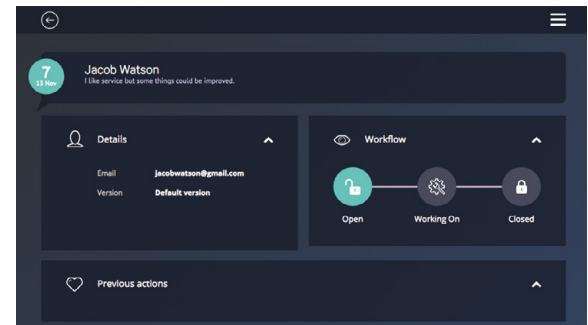 7
13 Nov
Jacob Watson
I like service but some things could be improved.
Details
Email jacobwatson@gmail.com
Version Default version
Workflow
Open Working On Closed
Previous actions